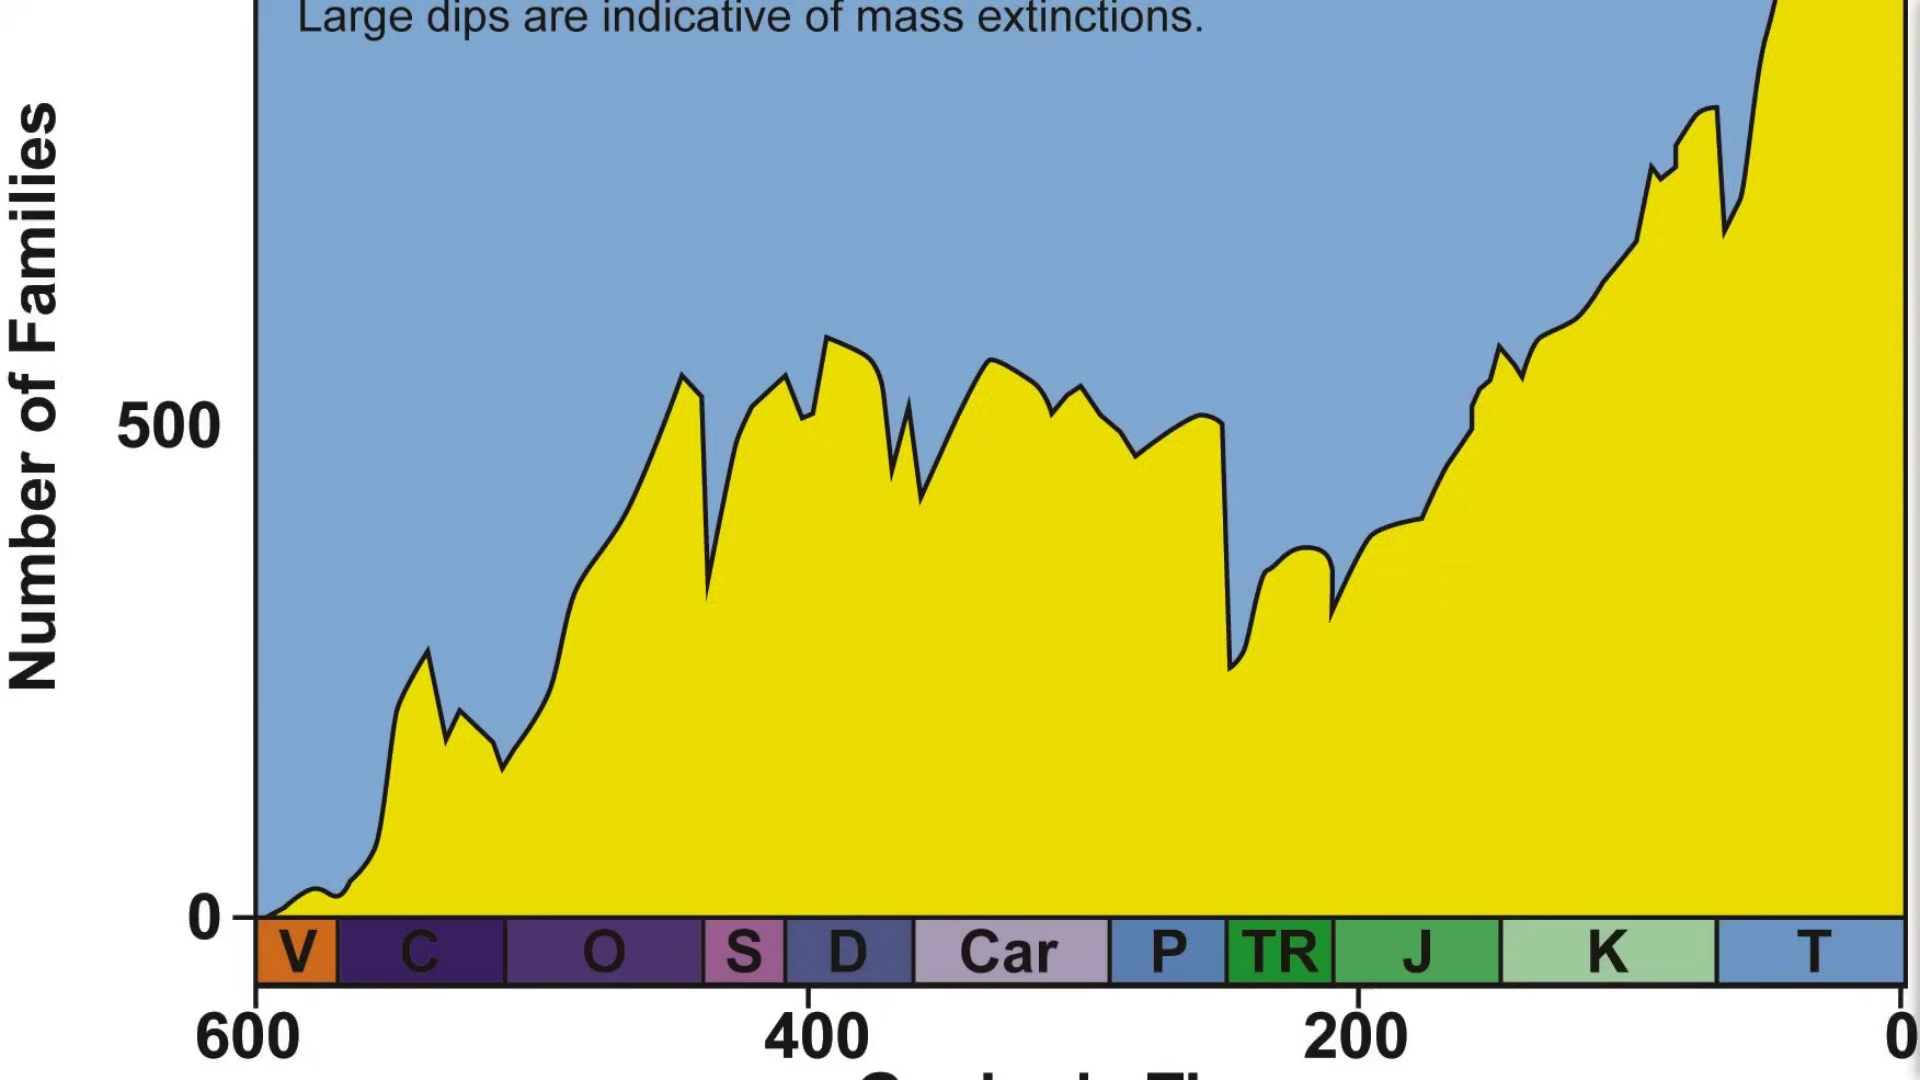 Large dips are indicative of mass extinctions.
Number of Families
500
0
V C O S D Car P TR J K T
600 400 200 0